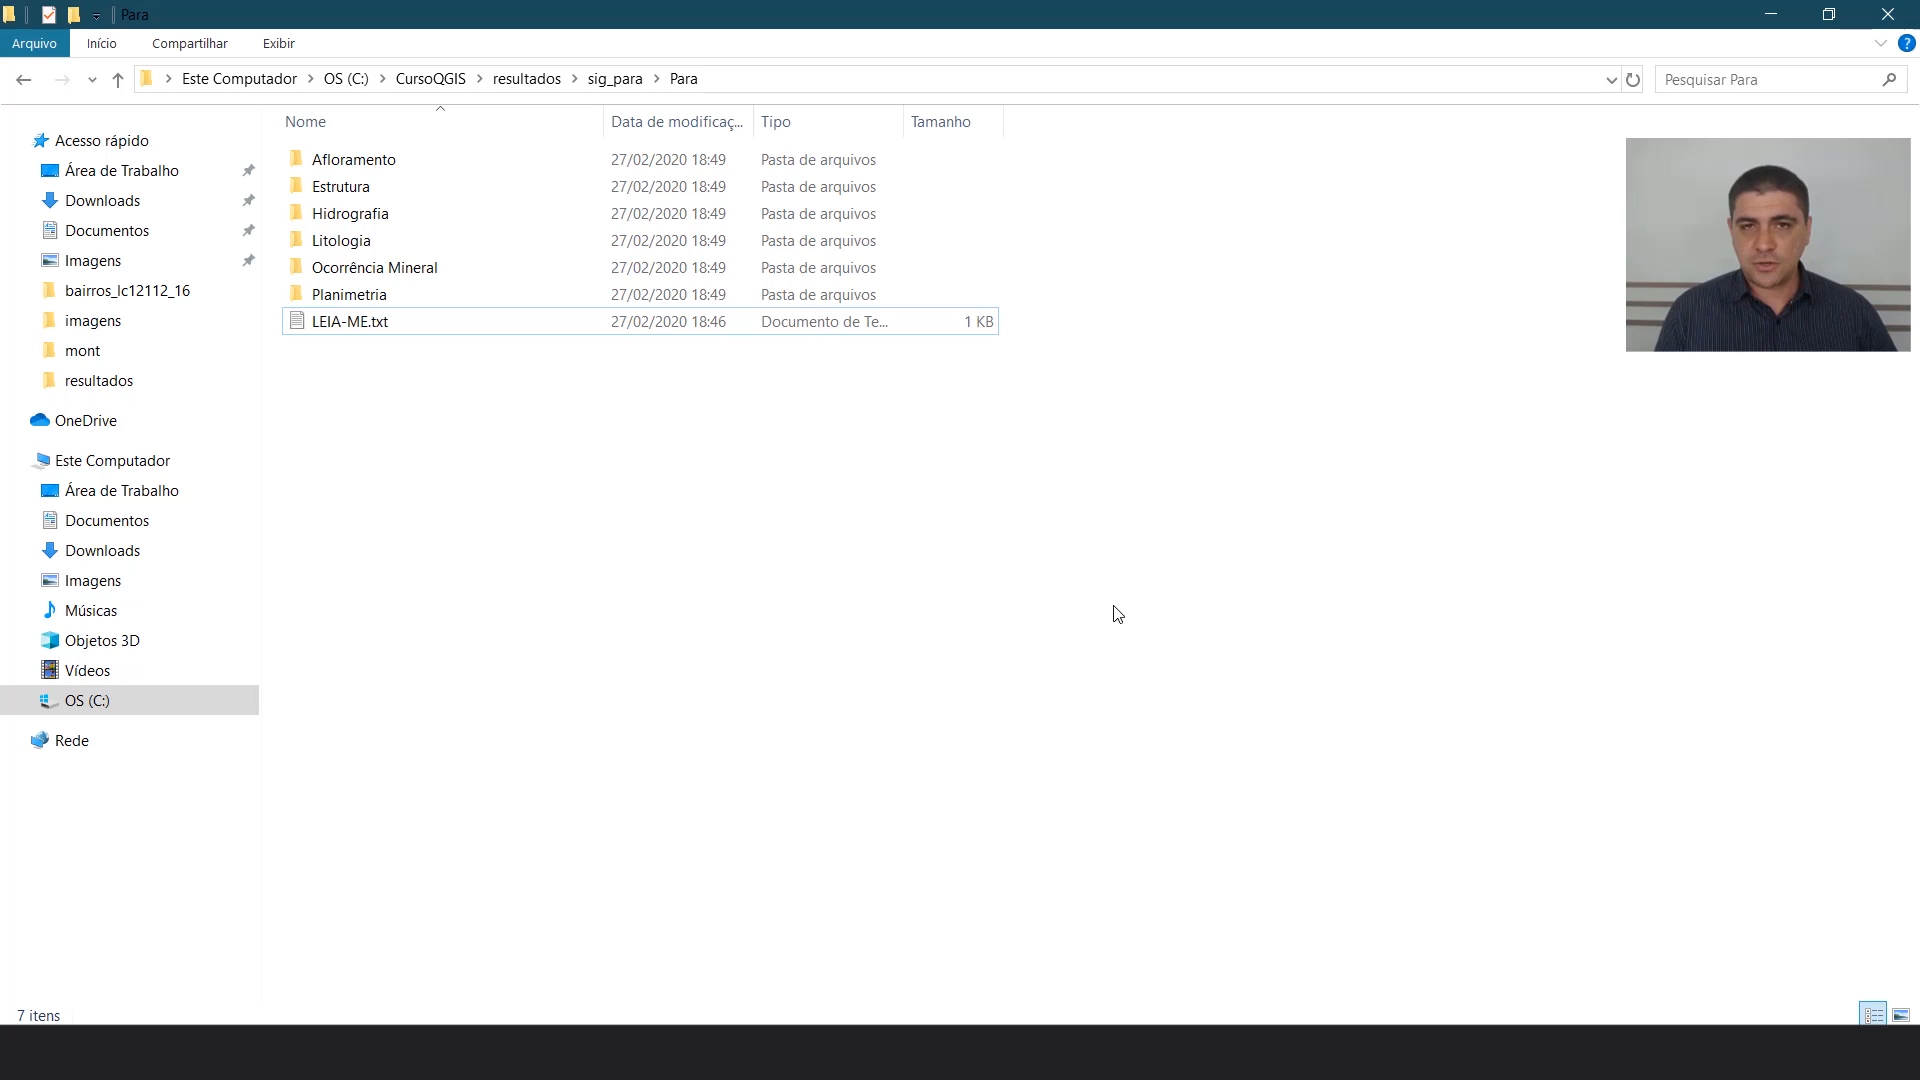 Para
Arquivo Início Compartilhar Exibir
Este Computador OS (C:) CursoQGIS resultados sig_para Para
Pesquisar Para
Nome Data de modificaç... Tipo Tamanho
Acesso rápido
Área de Trabalho
Downloads
Documentos
Imagens
bairros_lc12112_16
imagens
mont
resultados
OneDrive
Este Computador
Área de Trabalho
Documentos
Downloads
Imagens
Músicas
Objetos 3D
Vídeos
OS (C:)
Rede
Afloramento 27/02/2020 18:49 Pasta de arquivos
Estrutura 27/02/2020 18:49 Pasta de arquivos
Hidrografia 27/02/2020 18:49 Pasta de arquivos
Litologia 27/02/2020 18:49 Pasta de arquivos
Ocorrência Mineral 27/02/2020 18:49 Pasta de arquivos
Planimetria 27/02/2020 18:49 Pasta de arquivos
LEIA-ME.txt 27/02/2020 18:46 Documento de Te... 1 KB
7 itens